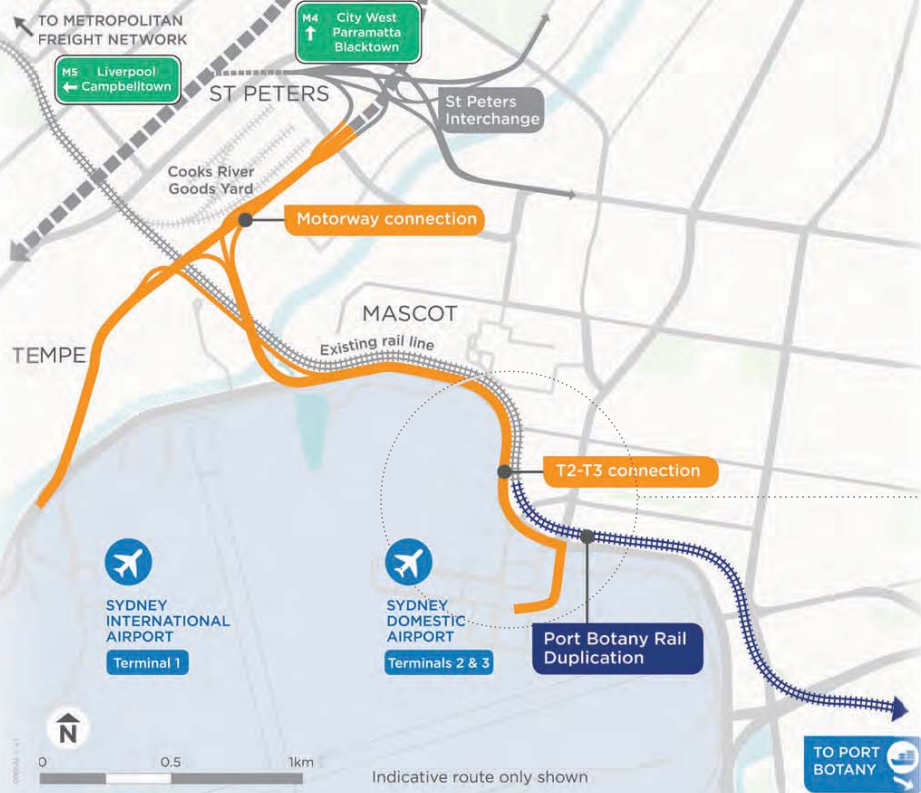 TO METROPOLITAN
FREIGHT NETWORK
M4
City West
Parramatta
Blacktown
M5
Liverpool
Campbelltown
ST PETERS
St Peters
Interchange
Cooks River
Goods Yard
Motorway connection
MASCOT
Existing rail line
TEMPE
T2-T3 connection
SYDNEY
INTERNATIONAL
AIRPORT
Terminal 1
SYDNEY
DOMESTIC
AIRPORT
Terminals 2 & 3
Port Botany Rail
Duplication
N
0 0.5 1km
Indicative route only shown
TO PORT
BOTANY